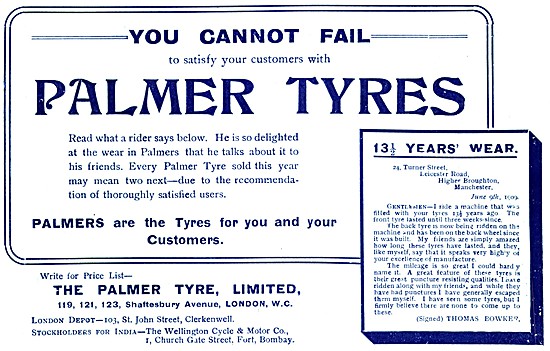 YOU CANNOT FAIL
to satisfy your customers with
PALMER TYRES
Read what a rider says below. He is so delighted
at the wear in Palmers that he talks about it to
his friends. Every Palmer Tyre sold this year
may mean two next—due to the recommenda-
tion of thoroughly satisfied users.
PALMERS are the Tyres for you and your
Customers.
Write for Price List—
THE PALMER TYRE, LIMITED,
119, 121, 123, Shaftesbury Avenue, LONDON, W.C.
LONDON DEPOT—103, St. John Street, Clerkenwell.
STOCKHOLDERS FOR INDIA—The Wellington Cycle & Motor Co.,
1, Church Gate Street, Fort, Bombay.
13½ YEARS' WEAR.
24, Turner Street,
Leicester Road,
Higher Broughton,
Manchester,
June 9th, 1909.
GENTLEMEN—I ride a machine that was
fitted with your tyres 13½ years ago. The
front tyre lasted until three weeks since.
The back tyre is now being ridden on the
machine and has been on the back wheel since
it was built. My friends are simply amazed
how long these tyres have lasted, and they,
like myself, say that it speaks very highly of
your excellence of manufacture.
The mileage is so great I could hardly
name it. A great feature of these tyres is
their great puncture resisting qualities. I have
ridden along with my friends, and while they
have had punctures I have generally escaped
them myself. I have seen some tyres, but I
firmly believe there are none to come up to
these.
(Signed) THOMAS BOWKER.